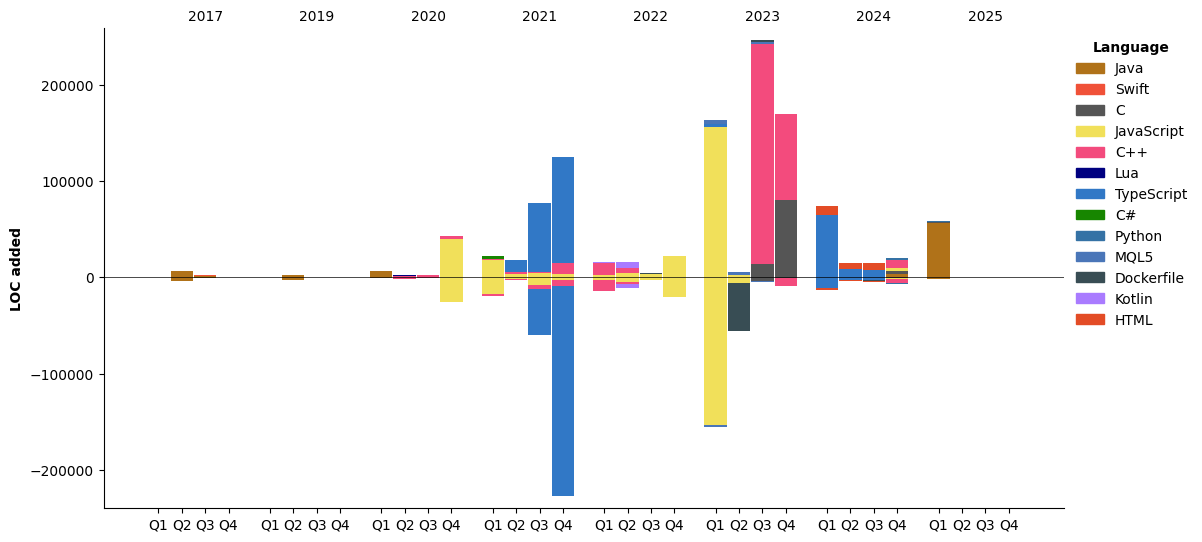 2017 2019 2020 2021 2022 2023 2024 2025
LOC added
200000
100000
0
−100000
−200000
Q1 Q2 Q3 Q4 Q1 Q2 Q3 Q4 Q1 Q2 Q3 Q4 Q1 Q2 Q3 Q4 Q1 Q2 Q3 Q4 Q1 Q2 Q3 Q4 Q1 Q2 Q3 Q4 Q1 Q2 Q3 Q4
Language
Java
Swift
C
JavaScript
C++
Lua
TypeScript
C#
Python
MQL5
Dockerfile
Kotlin
HTML